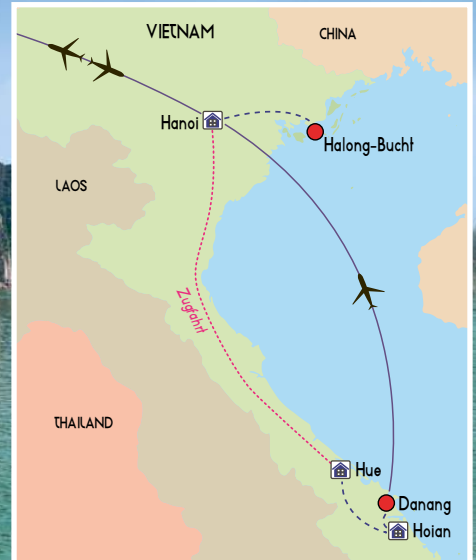 VIETNAM
CHINA
Hanoi
Halong-Bucht
LAOS
Zugfahrt
THAILAND
Hue
Danang
Hoian